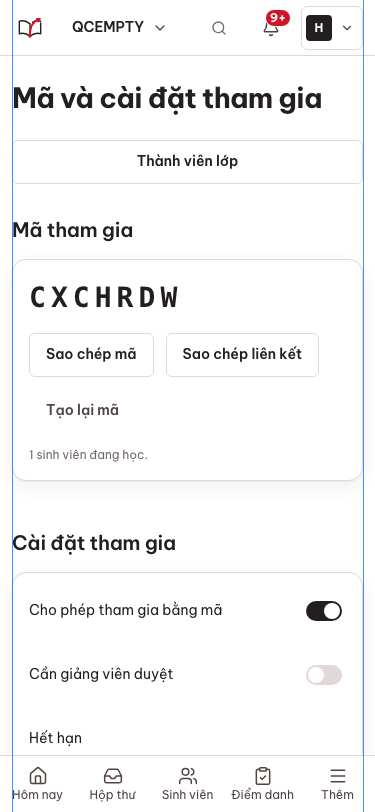 QCEMPTY
9+
H
Mã và cài đặt tham gia
Thành viên lớp
Mã tham gia
CXCHRDW
Sao chép mã
Sao chép liên kết
Tạo lại mã
1 sinh viên đang học.
Cài đặt tham gia
Cho phép tham gia bằng mã
Cần giảng viên duyệt
Hết hạn
Hôm nay
Hộp thư
Sinh viên
Điểm danh
Thêm